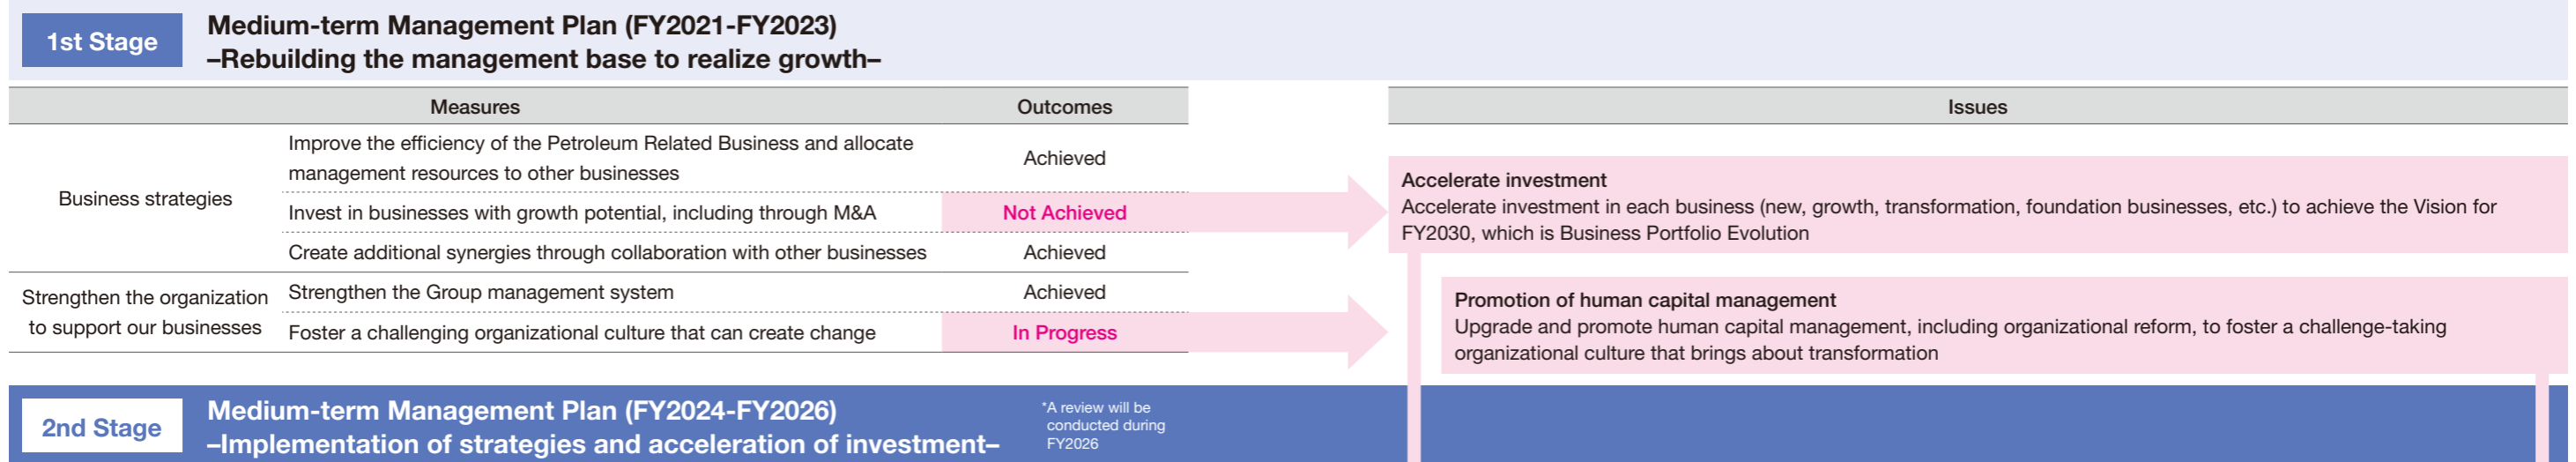 1st Stage
Medium-term Management Plan (FY2021-FY2023)
–Rebuilding the management base to realize growth–
Measures
Outcomes
Issues
Business strategies
Improve the efficiency of the Petroleum Related Business and allocate
management resources to other businesses
Achieved
Invest in businesses with growth potential, including through M&A
Not Achieved
Create additional synergies through collaboration with other businesses
Achieved
Strengthen the organization
to support our businesses
Strengthen the Group management system
Achieved
Foster a challenging organizational culture that can create change
In Progress
Accelerate investment
Accelerate investment in each business (new, growth, transformation, foundation businesses, etc.) to achieve the Vision for
FY2030, which is Business Portfolio Evolution
Promotion of human capital management
Upgrade and promote human capital management, including organizational reform, to foster a challenge-taking
organizational culture that brings about transformation
2nd Stage
Medium-term Management Plan (FY2024-FY2026)
–Implementation of strategies and acceleration of investment–
*A review will be
conducted during
FY2026